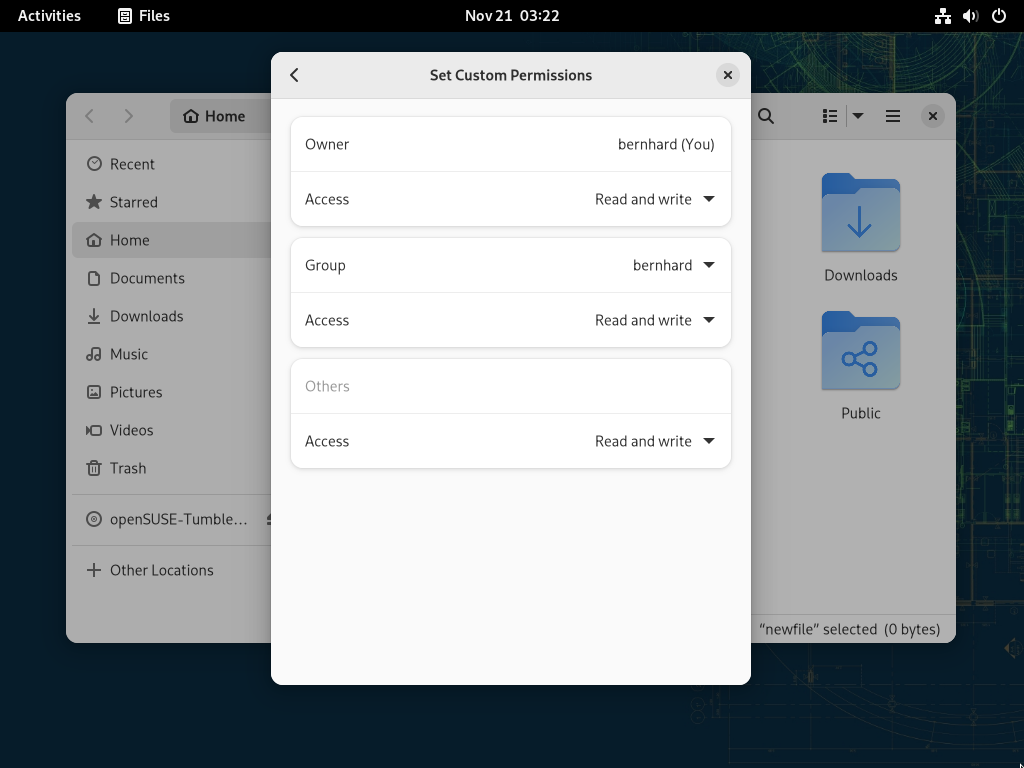 Activities Files Nov 21 03:22
Set Custom Permissions
Home
Recent
Starred
Home
Documents
Downloads
Music
Pictures
Videos
Trash
openSUSE-Tumble…
Other Locations
Owner bernhard (You)
Access Read and write
Group bernhard
Access Read and write
Others
Access Read and write
Downloads
Public
“newfile” selected (0 bytes)